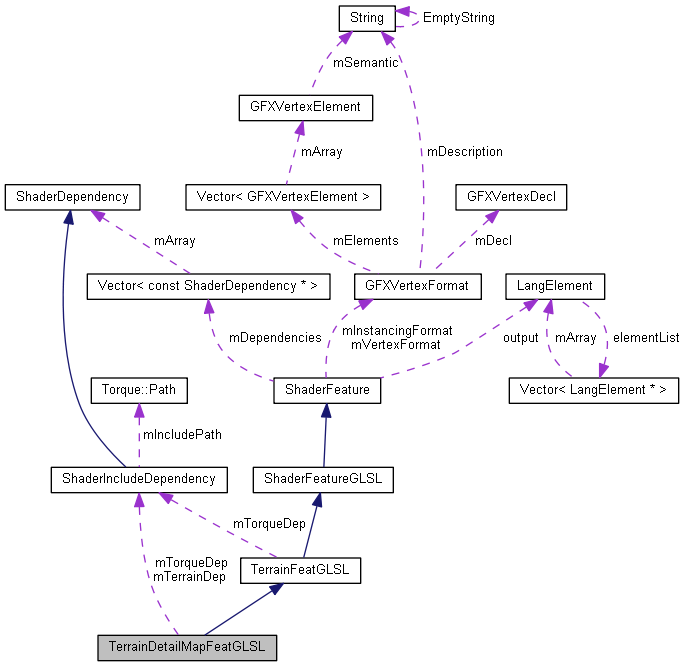 String
EmptyString
mSemantic
GFXVertexElement
mArray
mDescription
ShaderDependency
Vector< GFXVertexElement >
GFXVertexDecl
mArray
mElements
mDecl
Vector< const ShaderDependency * >
GFXVertexFormat
LangElement
mDependencies
mInstancingFormat
mVertexFormat
output
mArray
elementList
Torque::Path
ShaderFeature
Vector< LangElement * >
mIncludePath
ShaderIncludeDependency
ShaderFeatureGLSL
mTorqueDep
mTorqueDep
mTerrainDep
TerrainFeatGLSL
TerrainDetailMapFeatGLSL